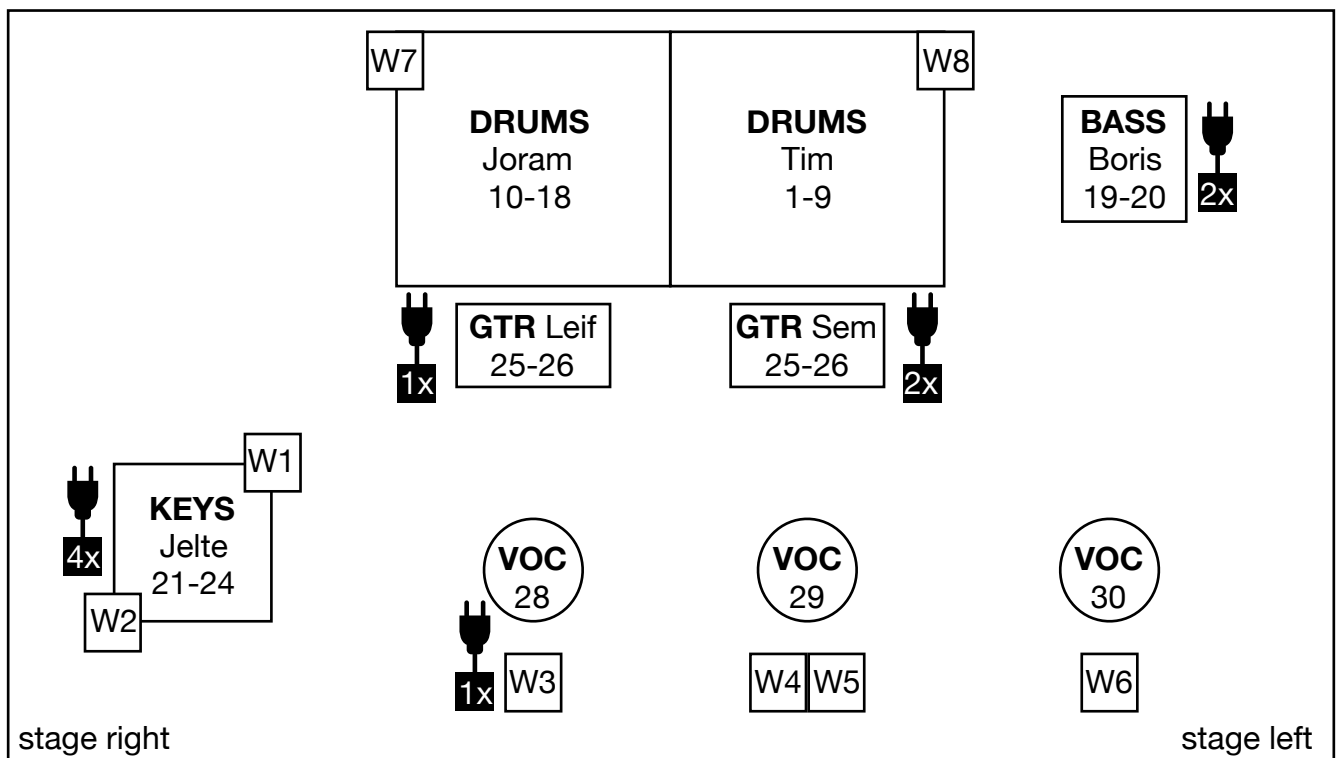 W7
W8
DRUMS
Joram
10-18
DRUMS
Tim
1-9
BASS
Boris
19-20
2x
GTR Leif
25-26
1x
GTR Sem
25-26
2x
W1
KEYS
Jelte
21-24
4x
W2
VOC
28
VOC
29
VOC
30
1x
W3
W4
W5
W6
stage right
stage left